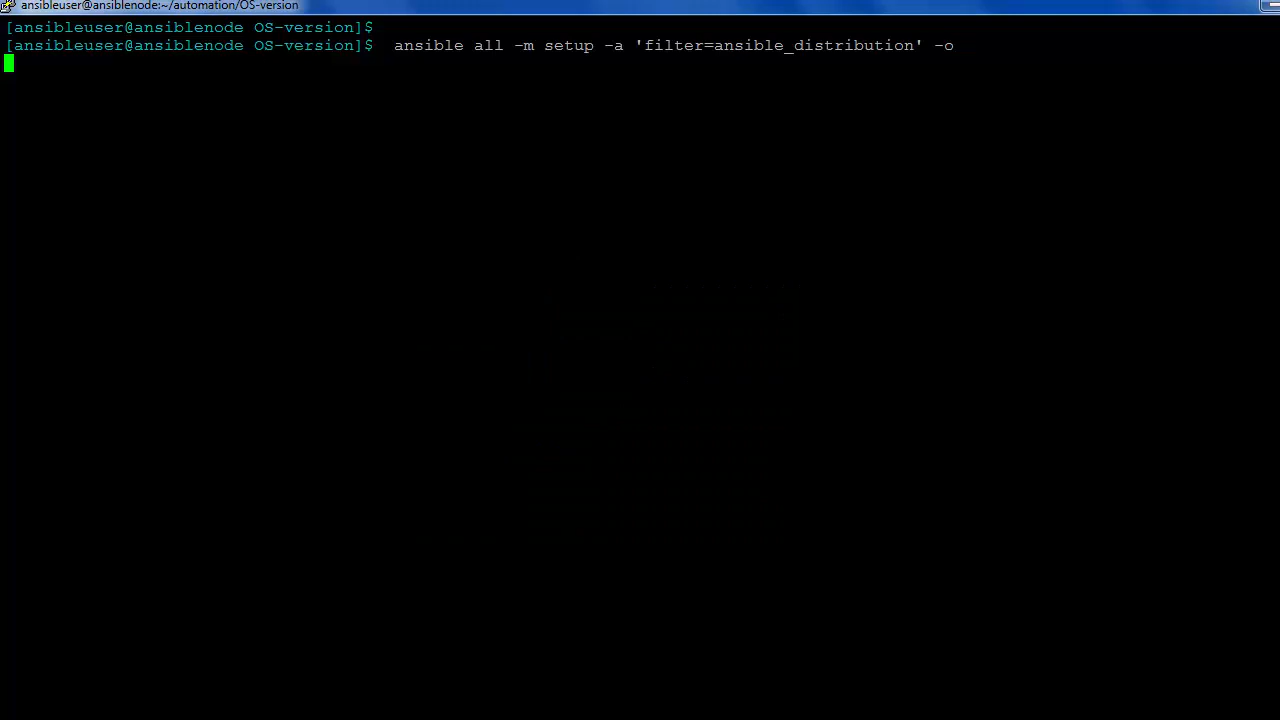 ansibleuser@ansiblenode:~/automation/OS-version
[ansibleuser@ansiblenode OS-version]$
[ansibleuser@ansiblenode OS-version]$  ansible all -m setup -a 'filter=ansible_distribution' -o